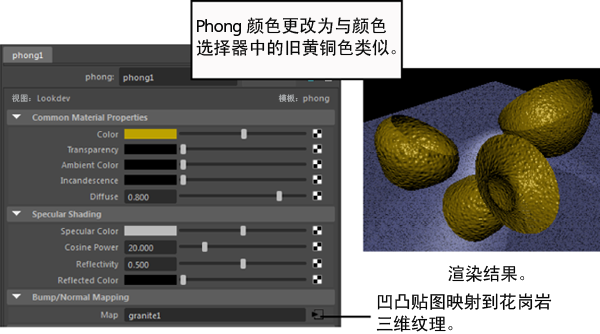 Phong 颜色更改为与颜色
选择器中的旧黄铜色类似。
phong1
phong: phong1
视图: Lookdev 模板: phong
Common Material Properties
Color
Transparency
Ambient Color
Incandescence
Diffuse 0.800
Specular Shading
Specular Color
Cosine Power 20.000
Reflectivity 0.500
Reflected Color
Bump/Normal Mapping
Map granite1
渲染结果。
凹凸贴图映射到花岗岩
三维纹理。